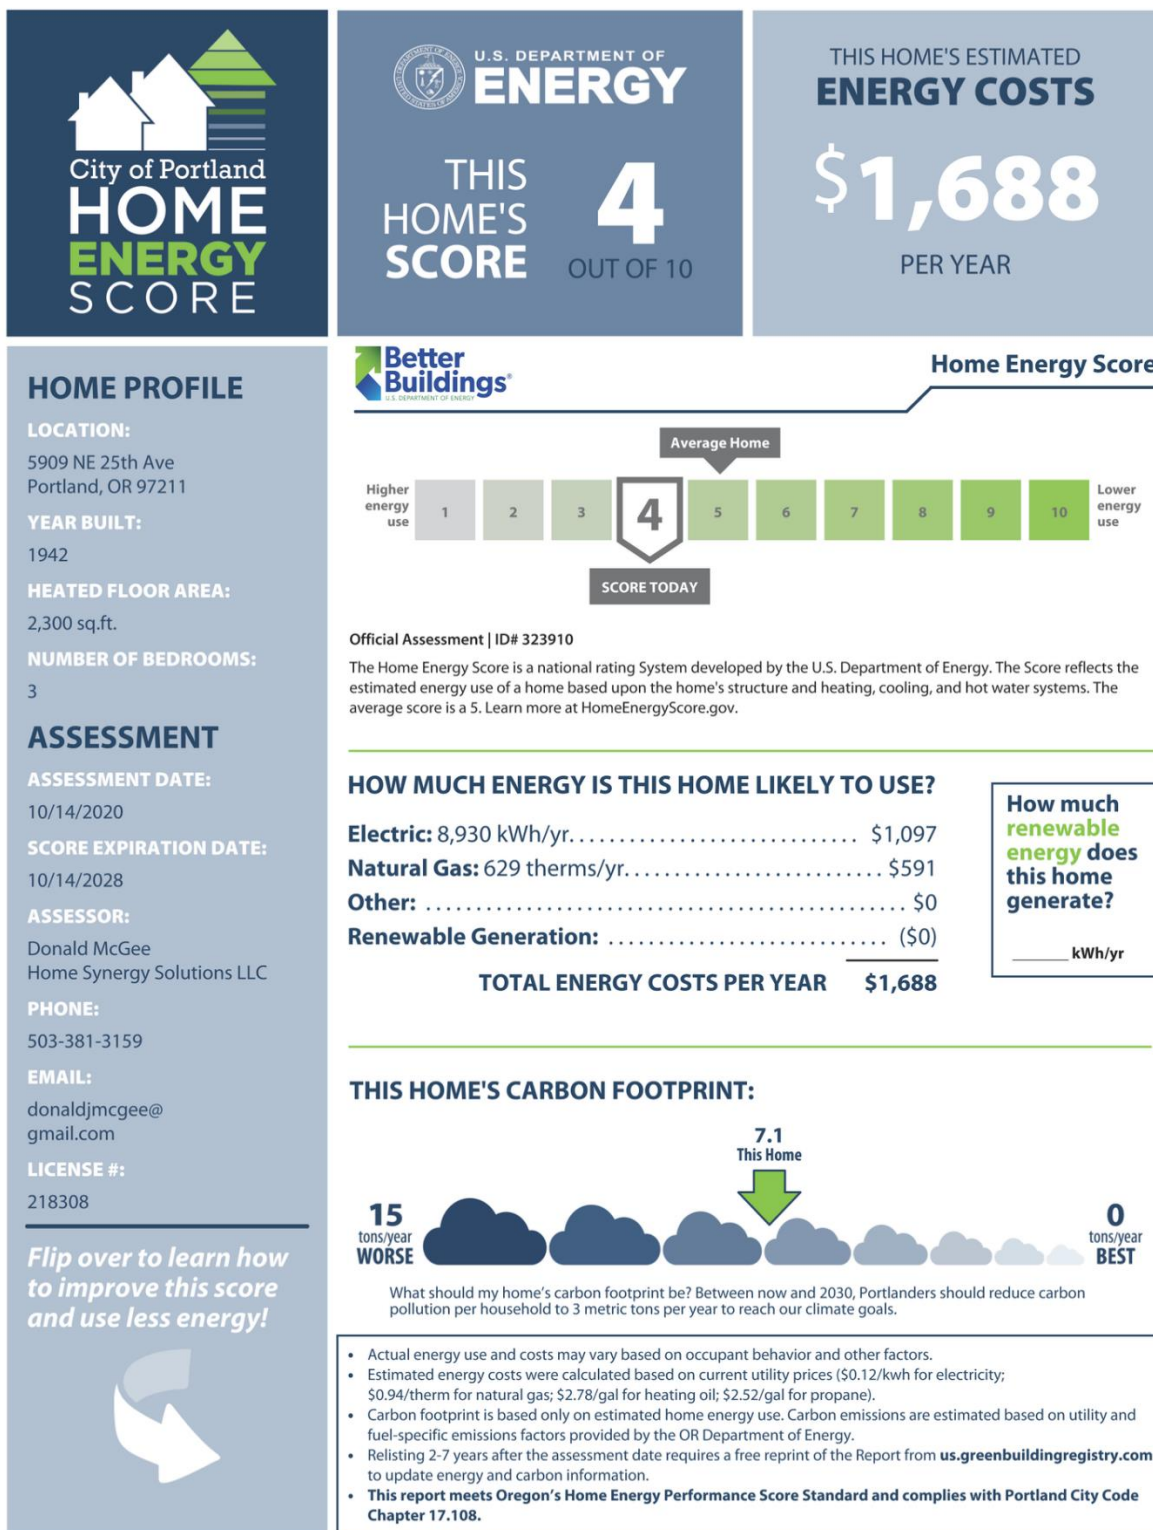 City of Portland
HOME
ENERGY
SCORE
U.S. DEPARTMENT OF
ENERGY
THIS
HOME'S
SCORE
4
OUT OF 10
THIS HOME'S ESTIMATED
ENERGY COSTS
$1,688
PER YEAR
HOME PROFILE
LOCATION:
5909 NE 25th Ave
Portland, OR 97211
YEAR BUILT:
1942
HEATED FLOOR AREA:
2,300 sq.ft.
NUMBER OF BEDROOMS:
3
ASSESSMENT
ASSESSMENT DATE:
10/14/2020
SCORE EXPIRATION DATE:
10/14/2028
ASSESSOR:
Donald McGee
Home Synergy Solutions LLC
PHONE:
503-381-3159
EMAIL:
donaldjmcgee@
gmail.com
LICENSE #:
218308
Flip over to learn how
to improve this score
and use less energy!
Better
Buildings®
U.S. DEPARTMENT OF ENERGY
Home Energy Score
Average Home
Higher
energy
use
1 2 3 4 5 6 7 8 9 10
Lower
energy
use
SCORE TODAY
Official Assessment | ID# 323910
The Home Energy Score is a national rating System developed by the U.S. Department of Energy. The Score reflects the
estimated energy use of a home based upon the home's structure and heating, cooling, and hot water systems. The
average score is a 5. Learn more at HomeEnergyScore.gov.
HOW MUCH ENERGY IS THIS HOME LIKELY TO USE?
Electric: 8,930 kWh/yr............................ $1,097
Natural Gas: 629 therms/yr.......................... $591
Other: ................................................ $0
Renewable Generation: ............................ ($0)
TOTAL ENERGY COSTS PER YEAR $1,688
How much
renewable
energy does
this home
generate?
______ kWh/yr
THIS HOME'S CARBON FOOTPRINT:
7.1
This Home
15
tons/year
WORSE
0
tons/year
BEST
What should my home’s carbon footprint be? Between now and 2030, Portlanders should reduce carbon
pollution per household to 3 metric tons per year to reach our climate goals.
• Actual energy use and costs may vary based on occupant behavior and other factors.
• Estimated energy costs were calculated based on current utility prices ($0.12/kwh for electricity;
$0.94/therm for natural gas; $2.78/gal for heating oil; $2.52/gal for propane).
• Carbon footprint is based only on estimated home energy use. Carbon emissions are estimated based on utility and
fuel-specific emissions factors provided by the OR Department of Energy.
• Relisting 2-7 years after the assessment date requires a free reprint of the Report from us.greenbuildingregistry.com
to update energy and carbon information.
• This report meets Oregon’s Home Energy Performance Score Standard and complies with Portland City Code
Chapter 17.108.